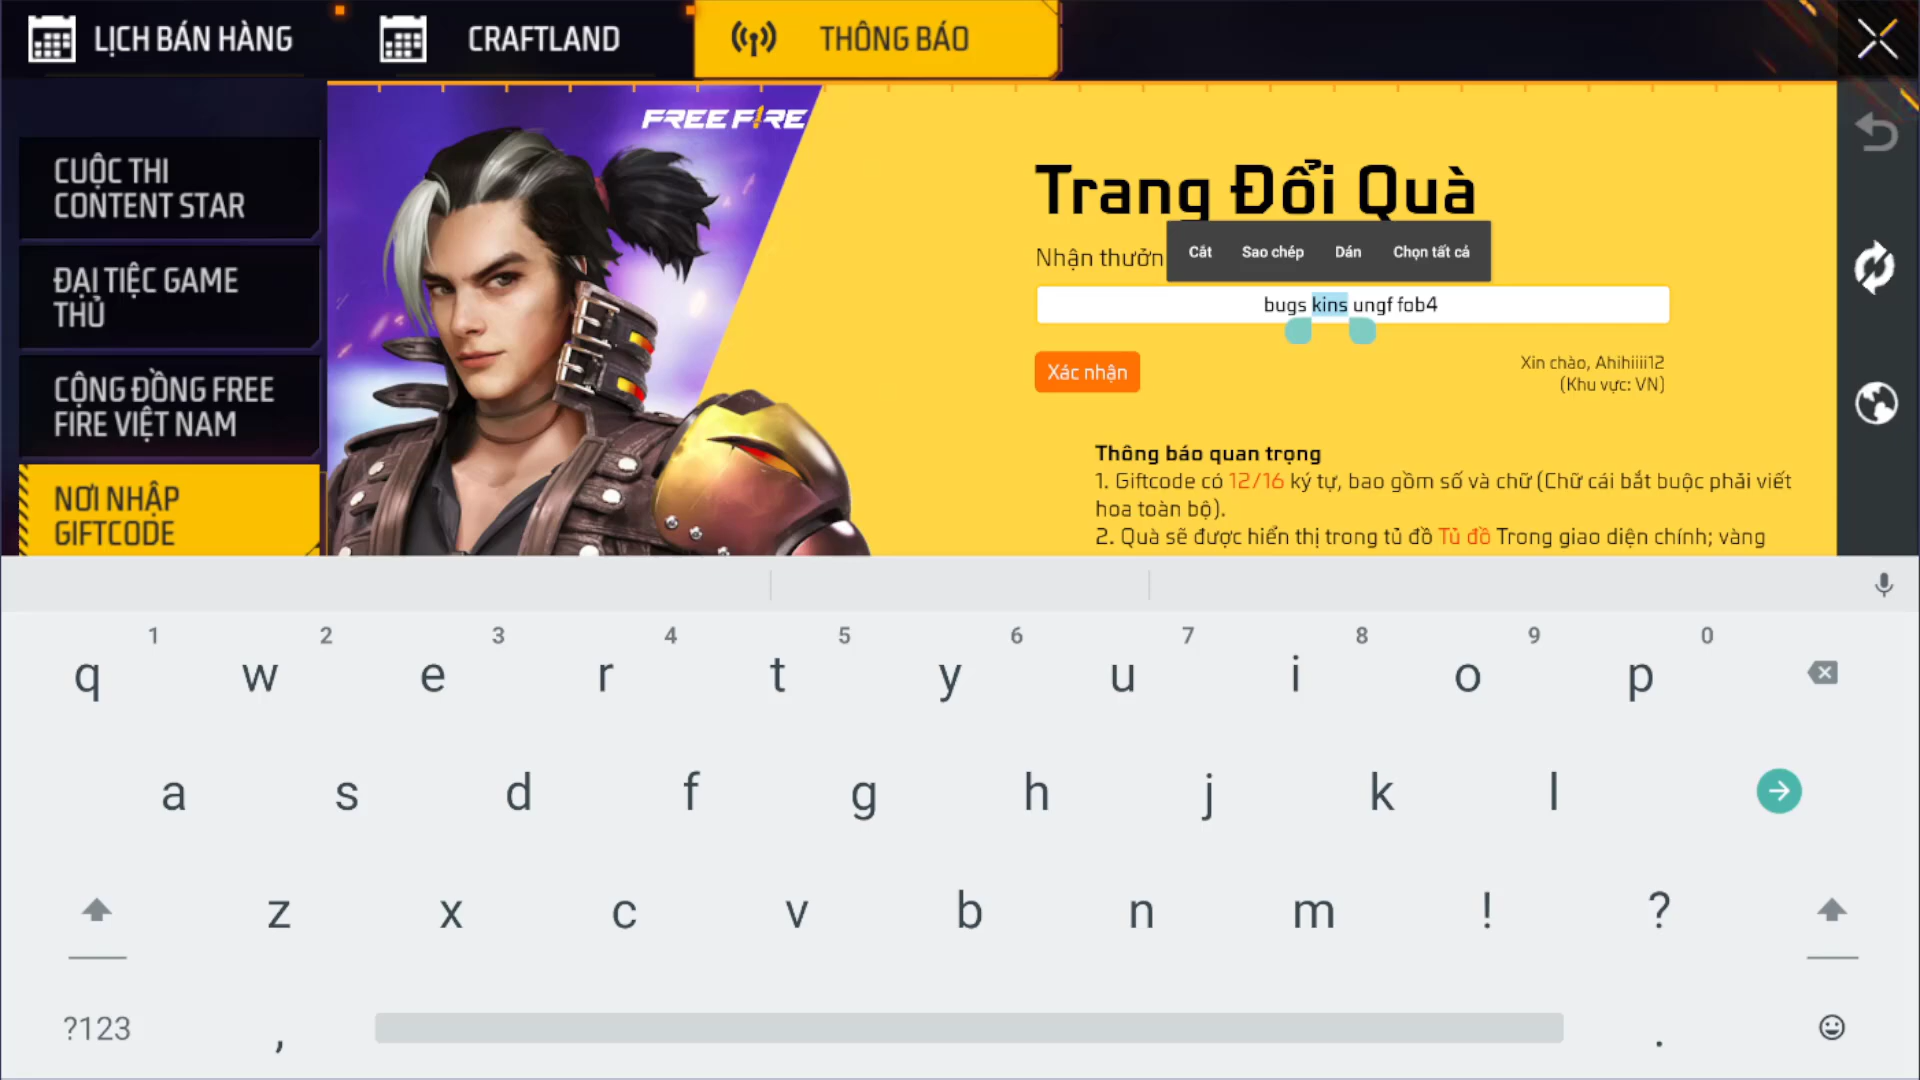 LỊCH BÁN HÀNG
CRAFTLAND
THÔNG BÁO
CUỘC THI
CONTENT STAR
ĐẠI TIỆC GAME
THỦ
CỘNG ĐỒNG FREE
FIRE VIỆT NAM
NƠI NHẬP
GIFTCODE
FREE FIRE
Trang Đổi Quà
Nhận thưởn
Cắt Sao chép Dán Chọn tất cả
bugs kins ungf fob4
Xác nhận
Xin chào, Ahihiiii12
(Khu vực: VN)
Thông báo quan trọng
1. Giftcode có 12/16 ký tự, bao gồm số và chữ (Chữ cái bắt buộc phải viết
hoa toàn bộ).
2. Quà sẽ được hiển thị trong tủ đồ Tủ đồ Trong giao diện chính; vàng
1 2 3 4 5 6 7 8 9 0
q w e r t y u i o p
a s d f g h j k l
z x c v b n m ! ?
?123 , .